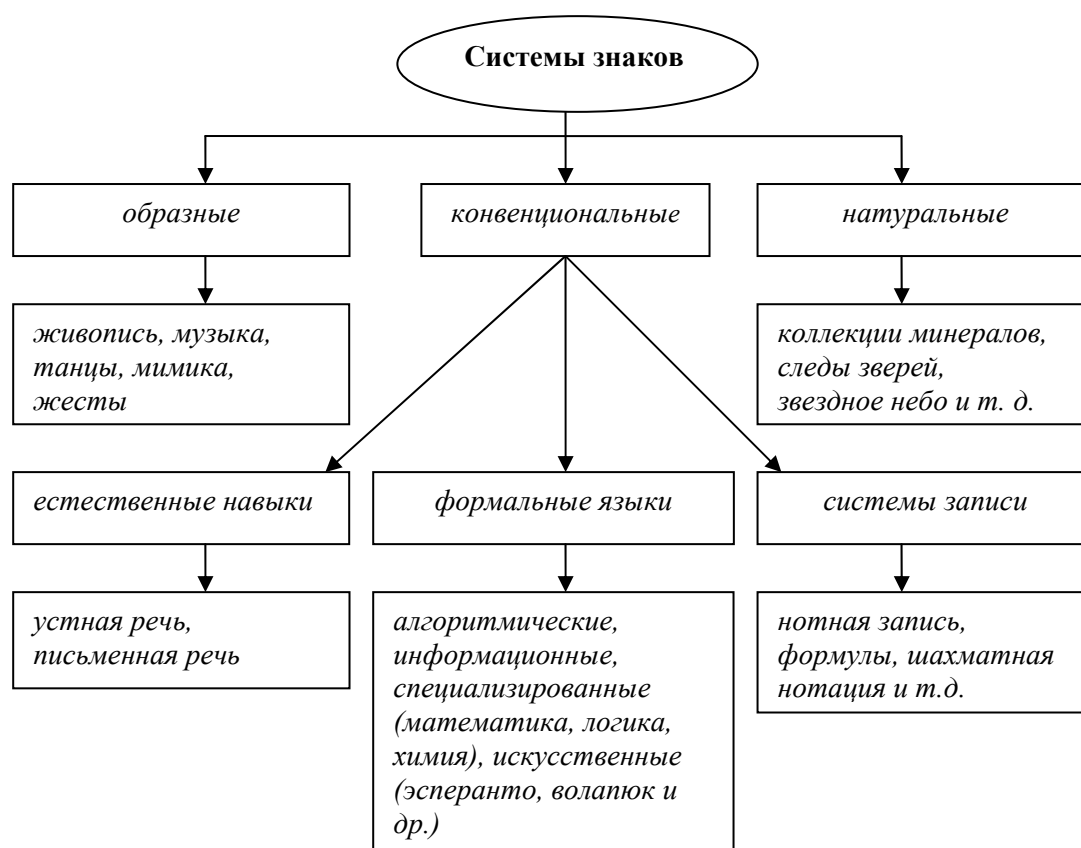 Системы знаков
образные
конвенциональные
натуральные
живопись, музыка,
танцы, мимика,
жесты
коллекции минералов,
следы зверей,
звездное небо и т. д.
естественные навыки
формальные языки
системы записи
устная речь,
письменная речь
алгоритмические,
информационные,
специализированные
(математика, логика,
химия), искусственные
(эсперанто, волапюк и
др.)
нотная запись,
формулы, шахматная
нотация и т.д.